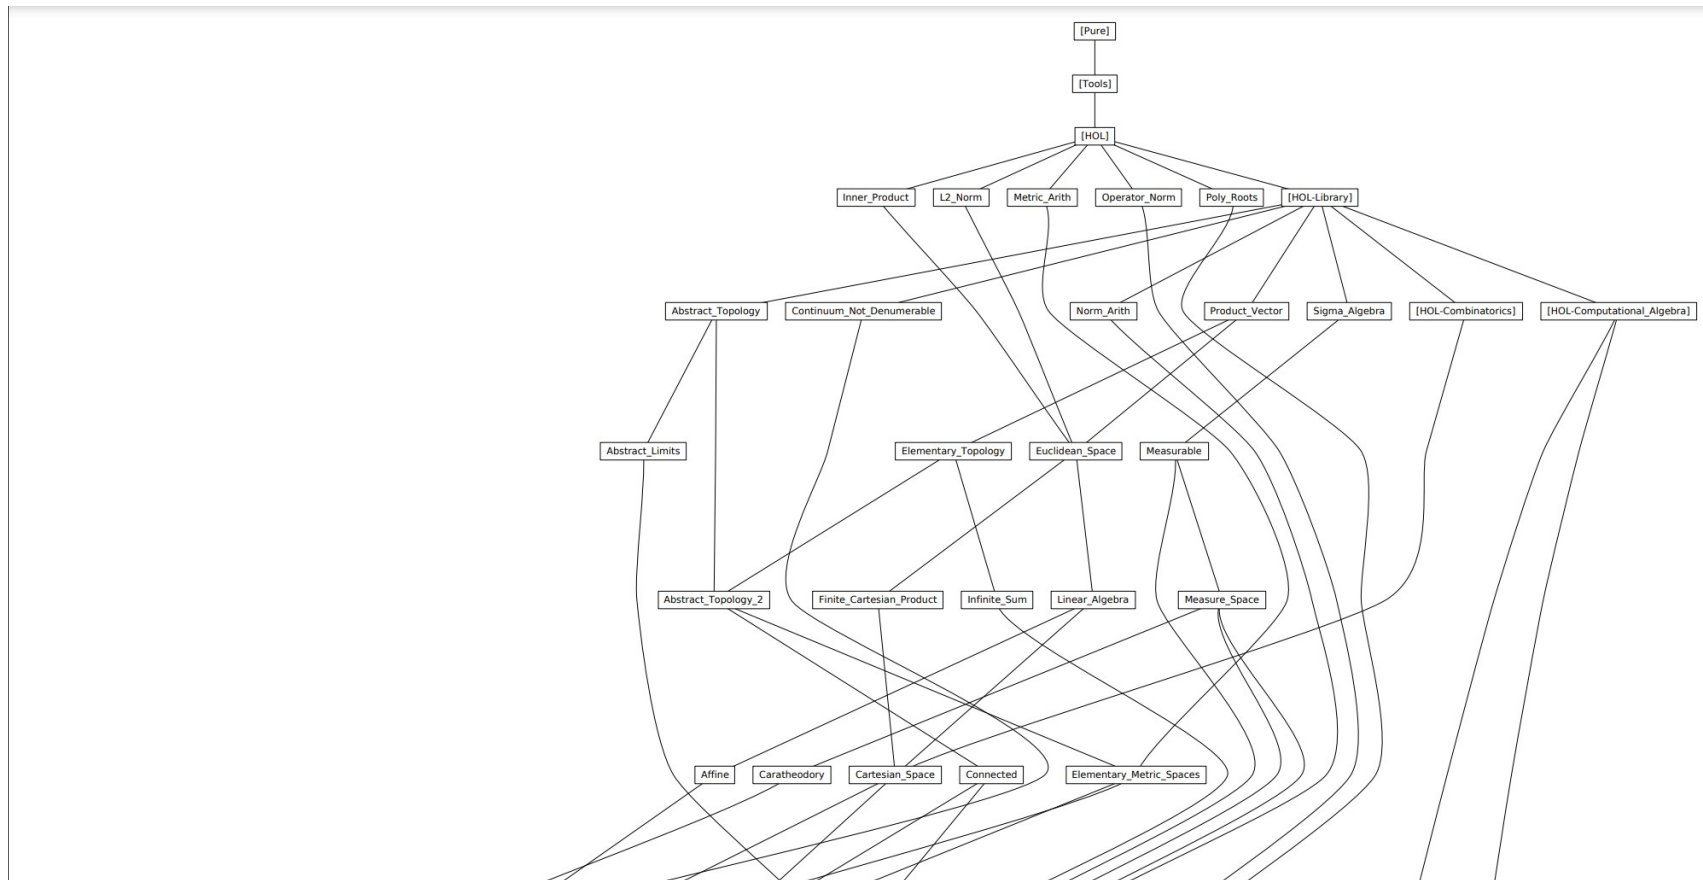 [Pure]
[Tools]
[HOL]
Inner_Product L2_Norm Metric_Arith Operator_Norm Poly_Roots [HOL-Library]
Abstract_Topology Continuum_Not_Denumerable Norm_Arith Product_Vector Sigma_Algebra [HOL-Combinatorics] [HOL-Computational_Algebra]
Abstract_Limits Elementary_Topology Euclidean_Space Measurable
Abstract_Topology_2 Finite_Cartesian_Product Infinite_Sum Linear_Algebra Measure_Space
Affine Caratheodory Cartesian_Space Connected Elementary_Metric_Spaces